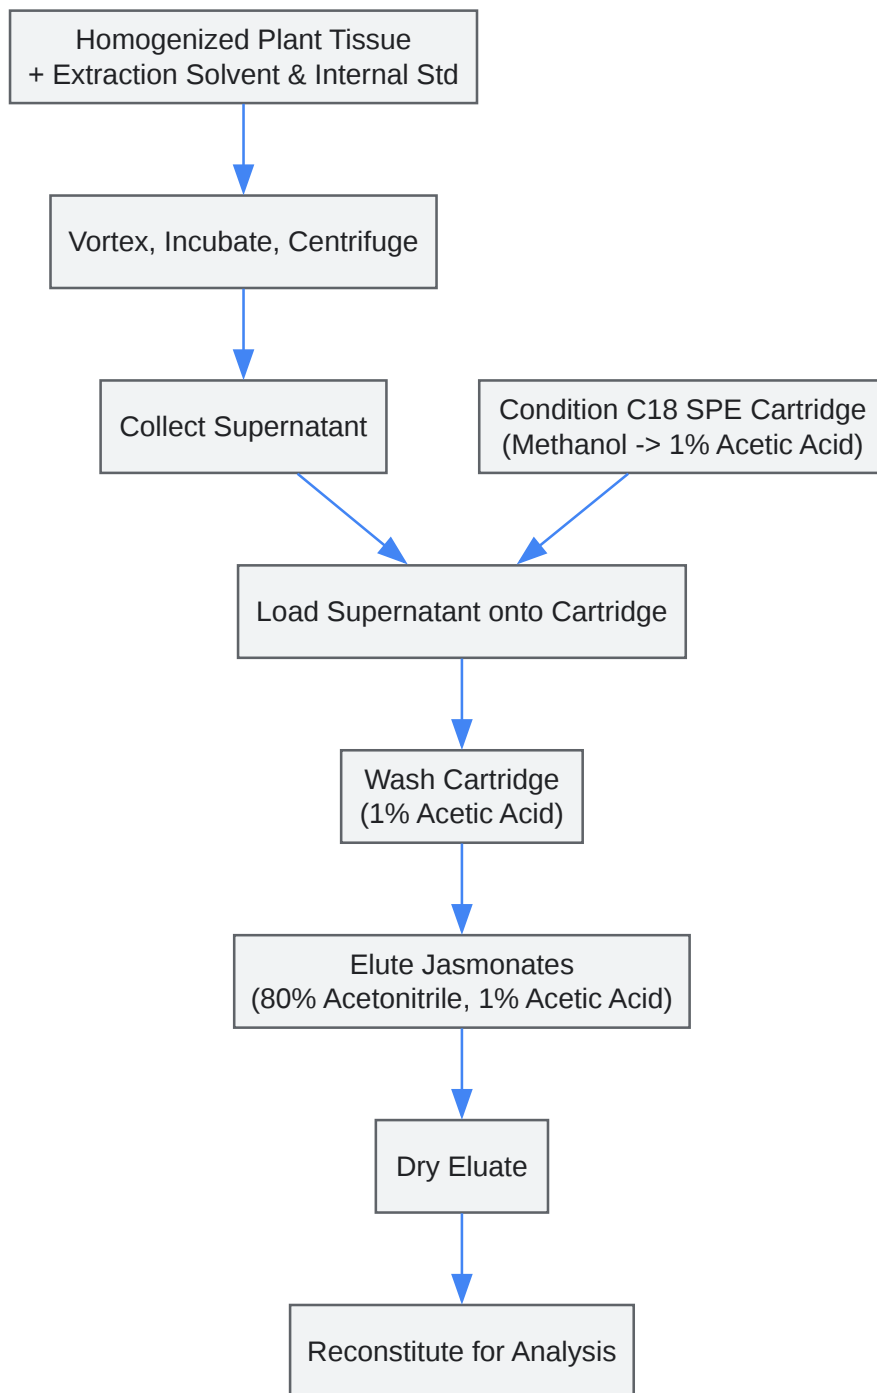 Homogenized Plant Tissue
+ Extraction Solvent & Internal Std
Vortex, Incubate, Centrifuge
Collect Supernatant
Condition C18 SPE Cartridge
(Methanol -> 1% Acetic Acid)
Load Supernatant onto Cartridge
Wash Cartridge
(1% Acetic Acid)
Elute Jasmonates
(80% Acetonitrile, 1% Acetic Acid)
Dry Eluate
Reconstitute for Analysis